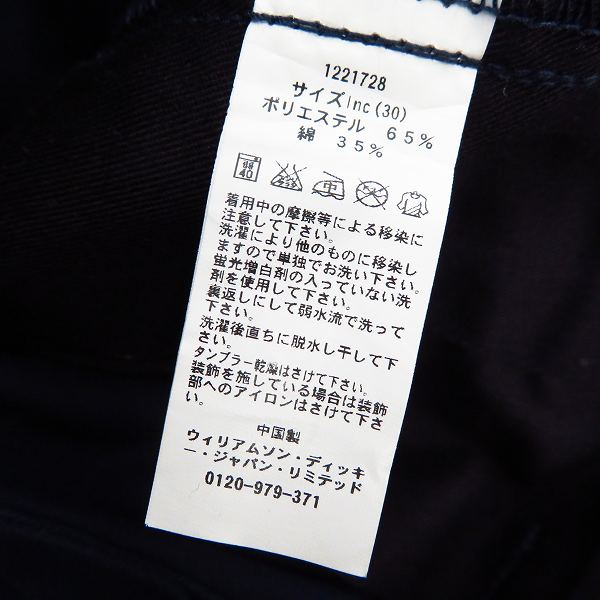 1221728
サイズInc(30)
ポリエステル 65%
綿 35%
40
中
着用中の摩擦等による移染に
注意して下さい。
洗濯により他のものに移染し
ますので単独でお洗い下さい。
蛍光増白剤の入っていない洗
剤を使用して下さい。
裏返しにして弱水流で洗って
下さい。
洗濯後直ちに脱水し干して下
さい。
タンブラー乾燥はさけて下さい。
装飾を施している場合は装飾
部へのアイロンはさけて下さ
い。
中国製
ウィリアムソン・ディッキ
ー・ジャパン・リミテッド
0120-979-371